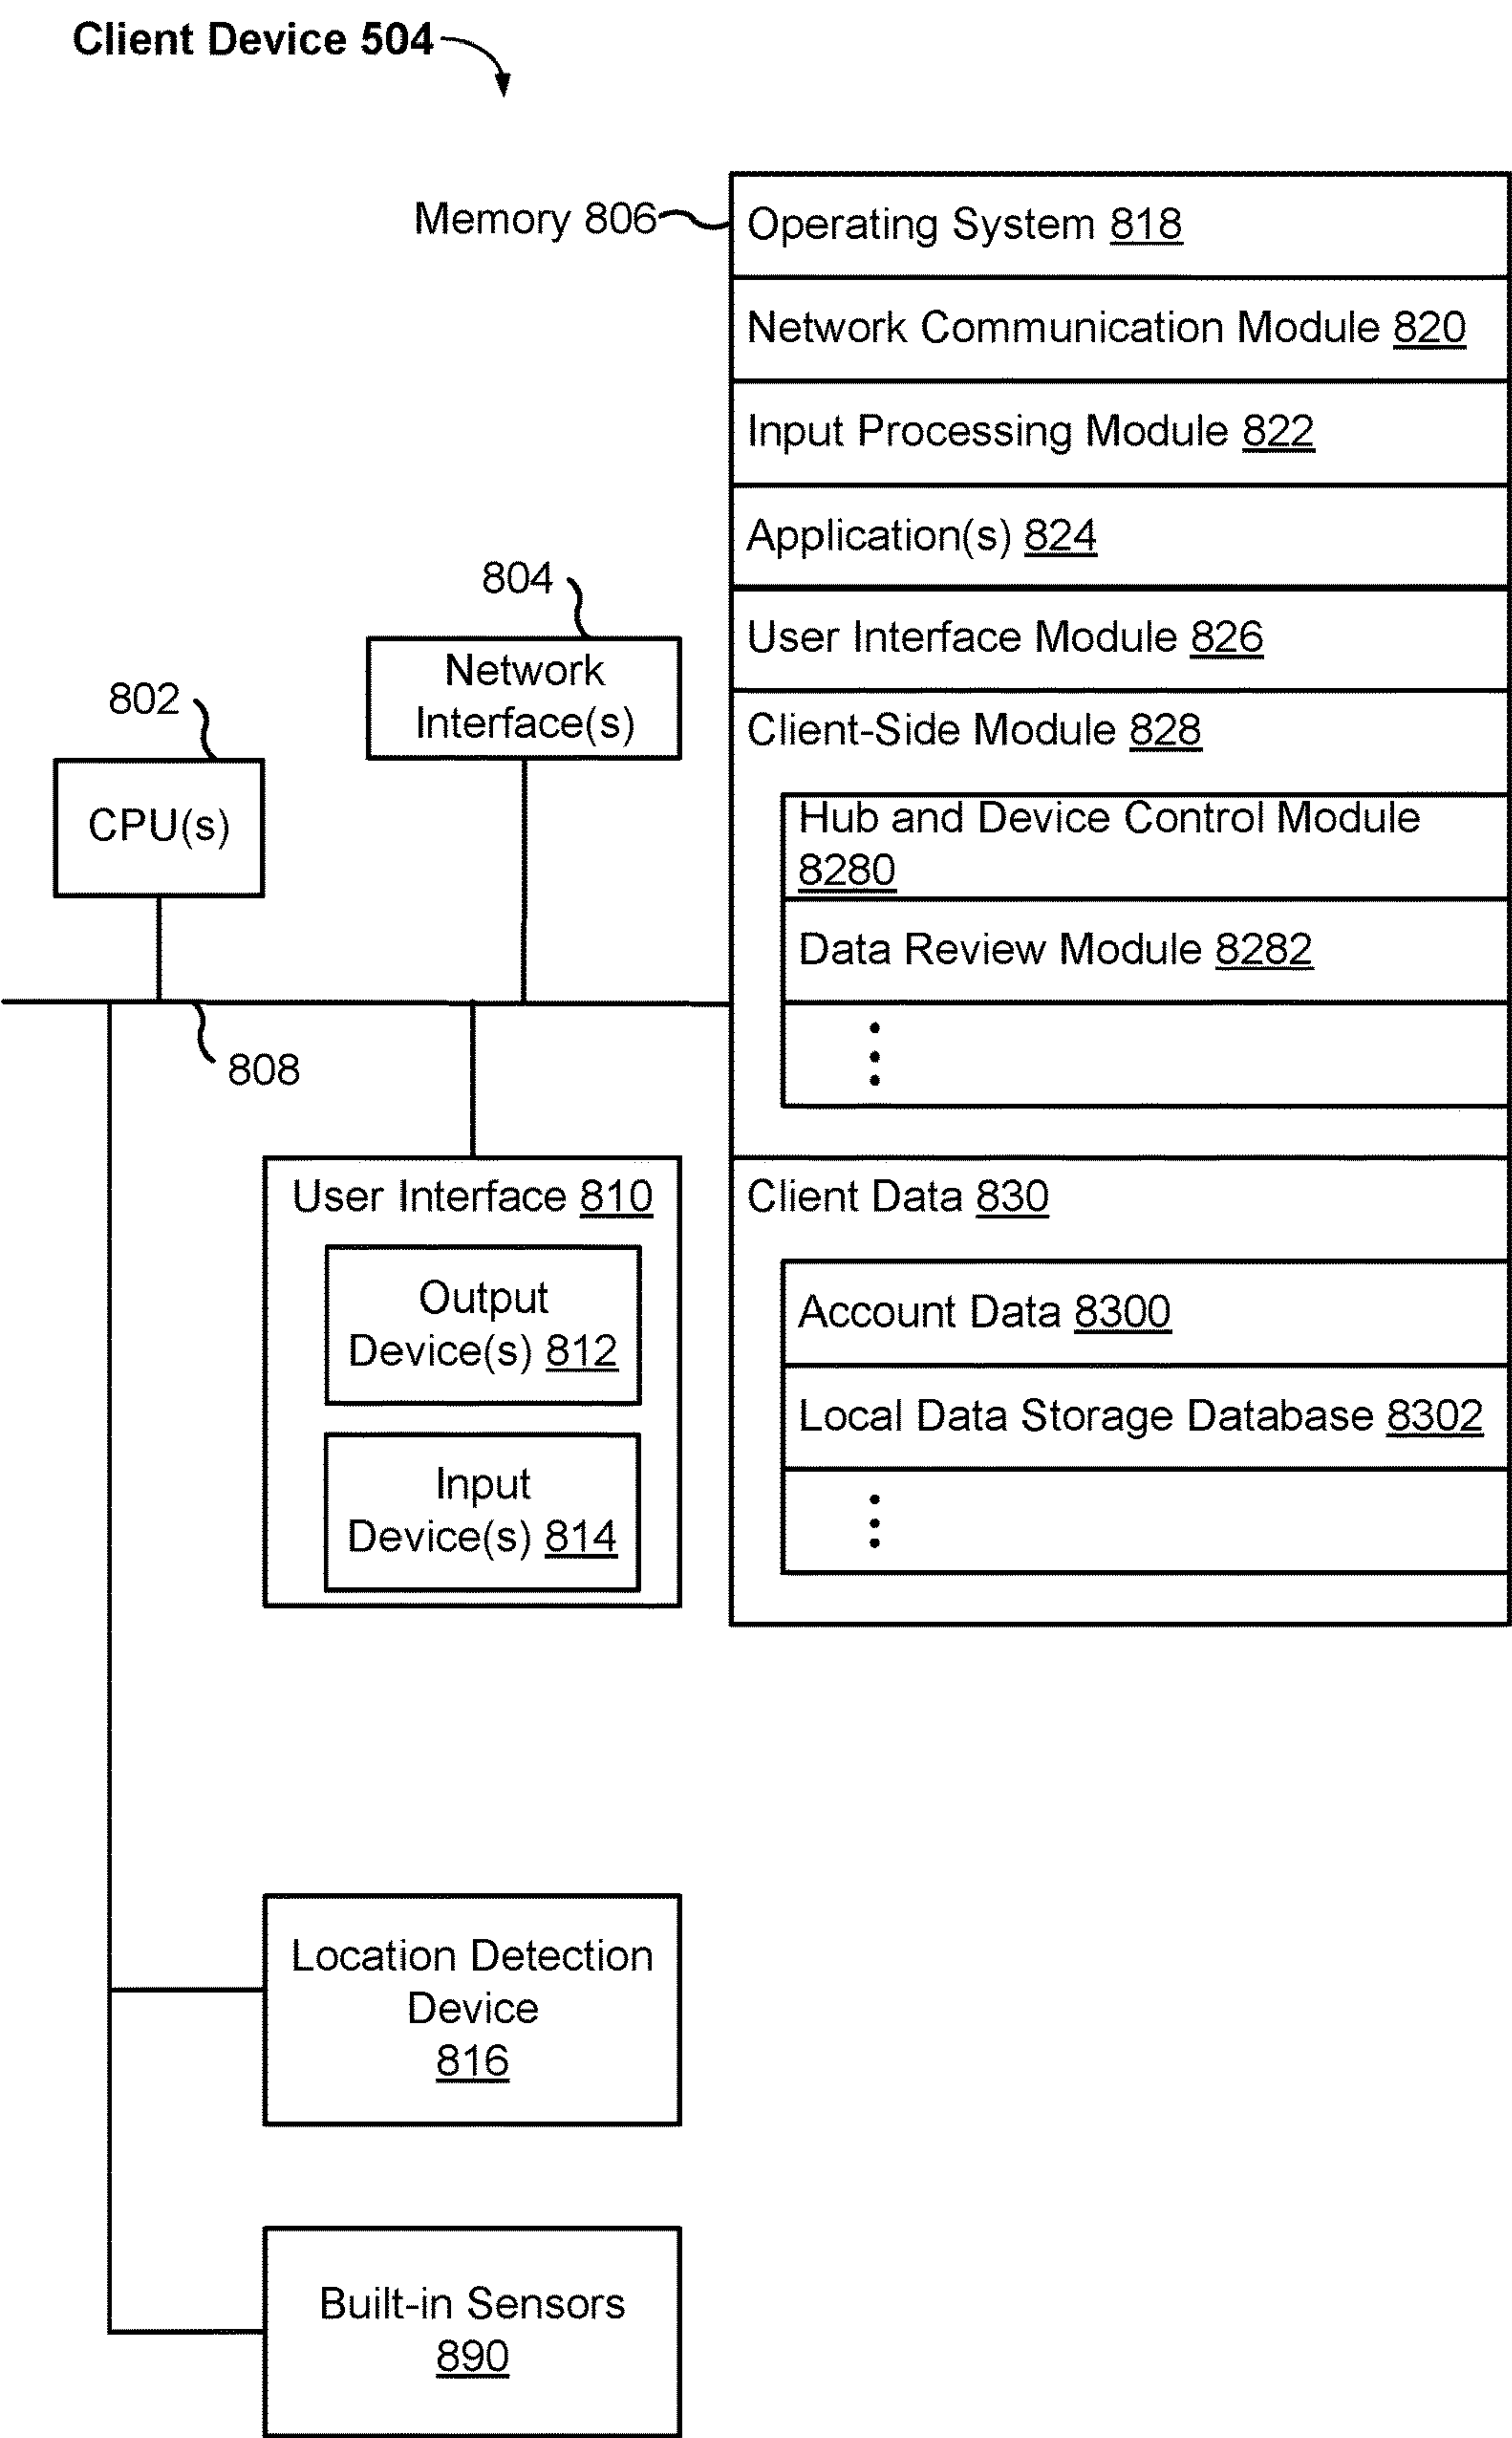 Client Device 504
Memory 806
Operating System 818
Network Communication Module 820
Input Processing Module 822
Application(s) 824
User Interface Module 826
Client-Side Module 828
Hub and Device Control Module
8280
Data Review Module 8282
Client Data 830
Account Data 8300
Local Data Storage Database 8302
804
Network
Interface(s)
802
CPU(s)
808
User Interface 810
Output
Device(s) 812
Input
Device(s) 814
Location Detection
Device
816
Built-in Sensors
890